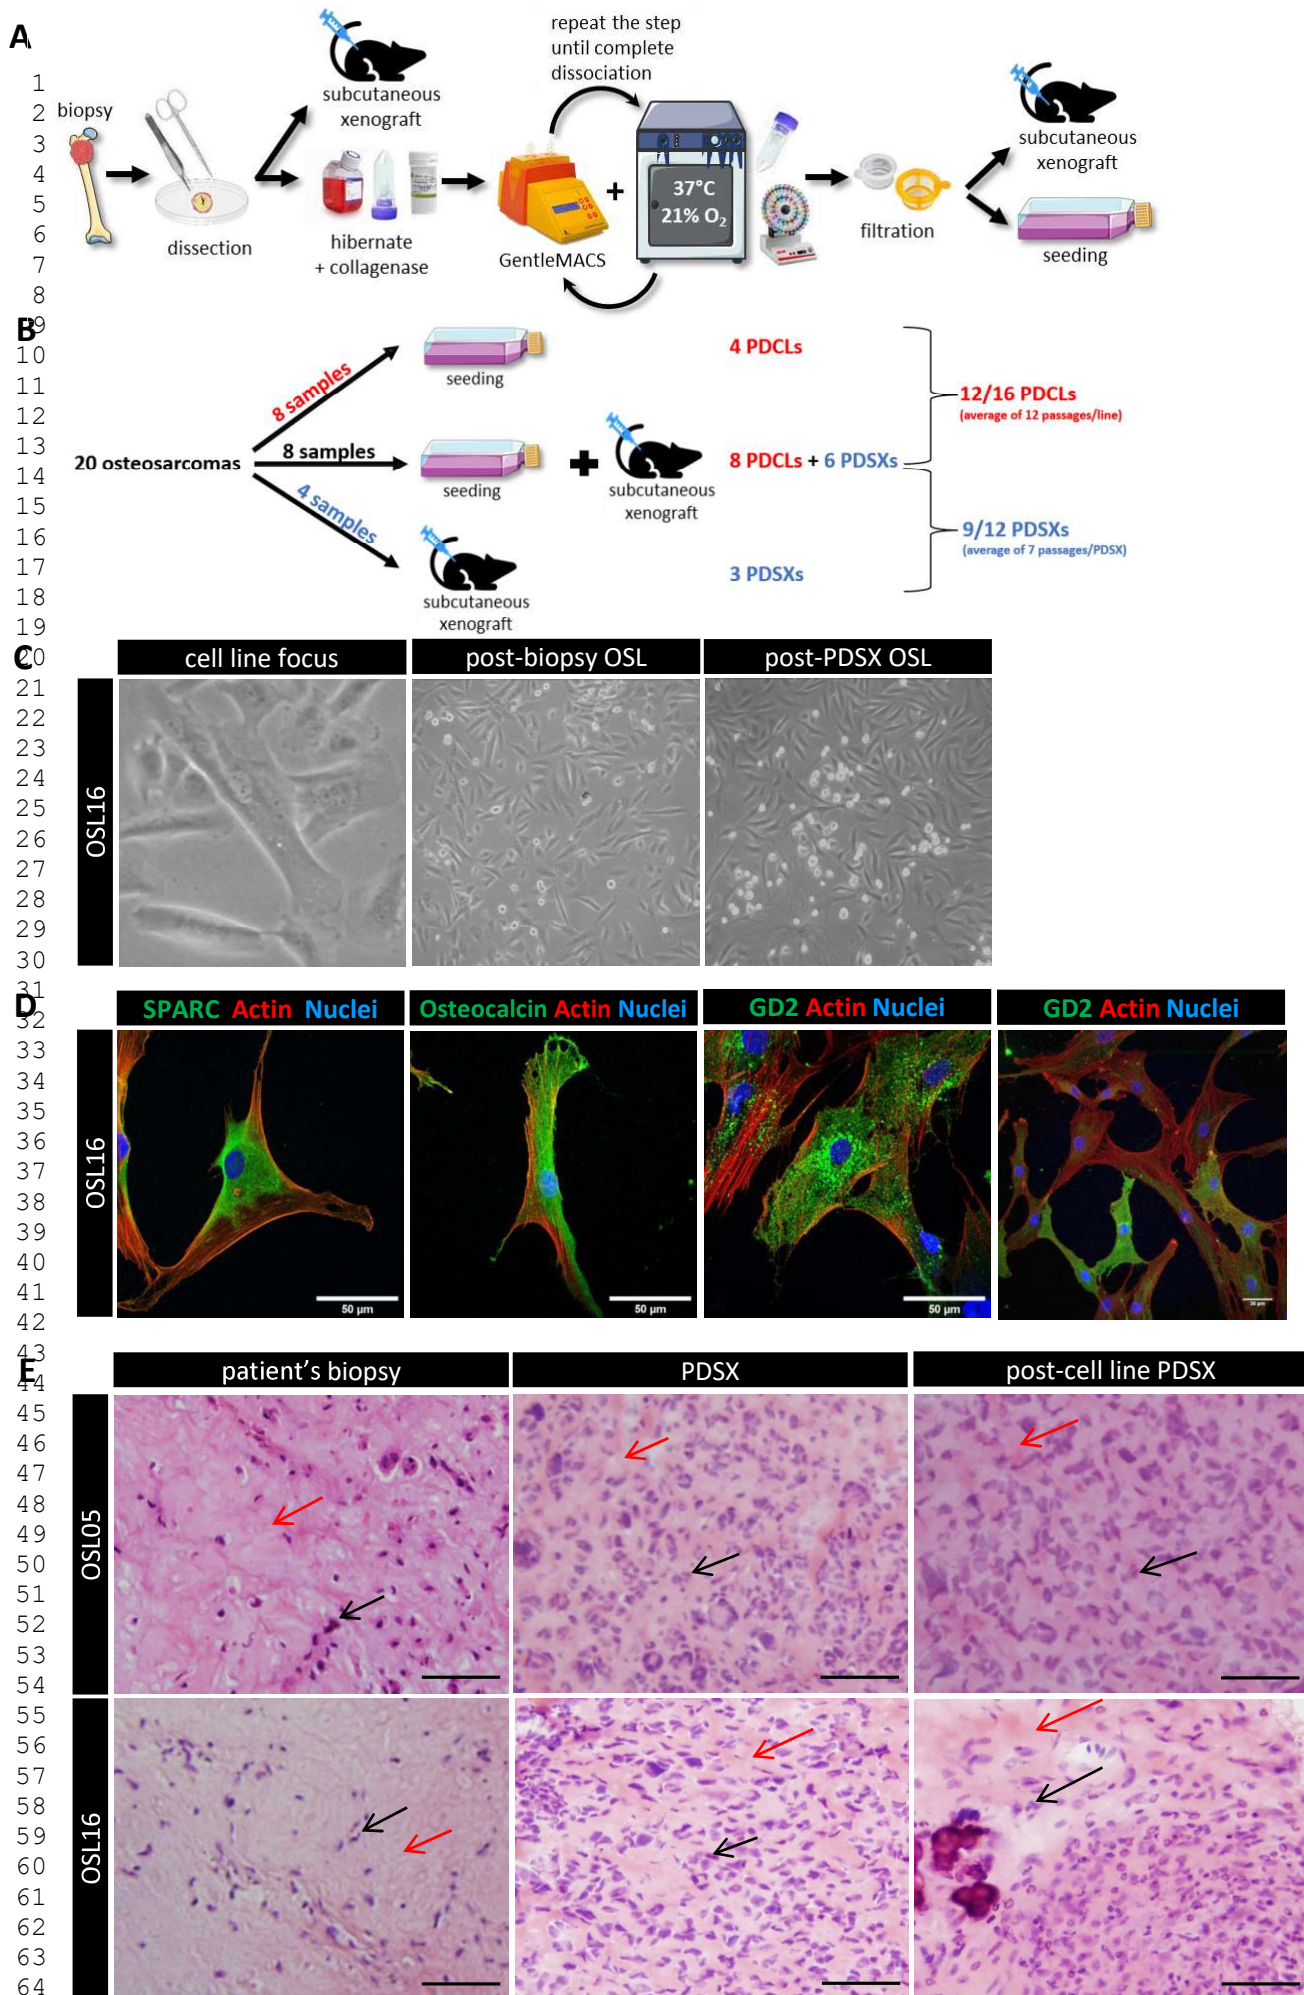 A
repeat the step
until complete
dissociation
1
2
3
4
5
6
7
8
biopsy
subcutaneous
xenograft
subcutaneous
xenograft
37°C
21% O₂
+
dissection
hibernate
+ collagenase
GentleMACS
filtration
seeding
B
9
10
11
12
13
14
15
16
17
18
19
20 osteosarcomas
8 samples
8 samples
4 samples
seeding
seeding
+
subcutaneous
xenograft
subcutaneous
xenograft
4 PDCLs
8 PDCLs + 6 PDSXs
3 PDSXs
12/16 PDCLs
(average of 12 passages/line)
9/12 PDSXs
(average of 7 passages/PDSX)
C
20
cell line focus
post-biopsy OSL
post-PDSX OSL
21
22
23
24
25
26
27
28
29
30
OSL16
D
31
32
SPARC Actin Nuclei
Osteocalcin Actin Nuclei
GD2 Actin Nuclei
GD2 Actin Nuclei
33
34
35
36
37
38
39
40
41
42
OSL16
50 µm
50 µm
50 µm
E
43
44
patient's biopsy
PDSX
post-cell line PDSX
45
46
47
48
49
50
51
52
53
54
OSL05
55
56
57
58
59
60
61
62
63
64
OSL16